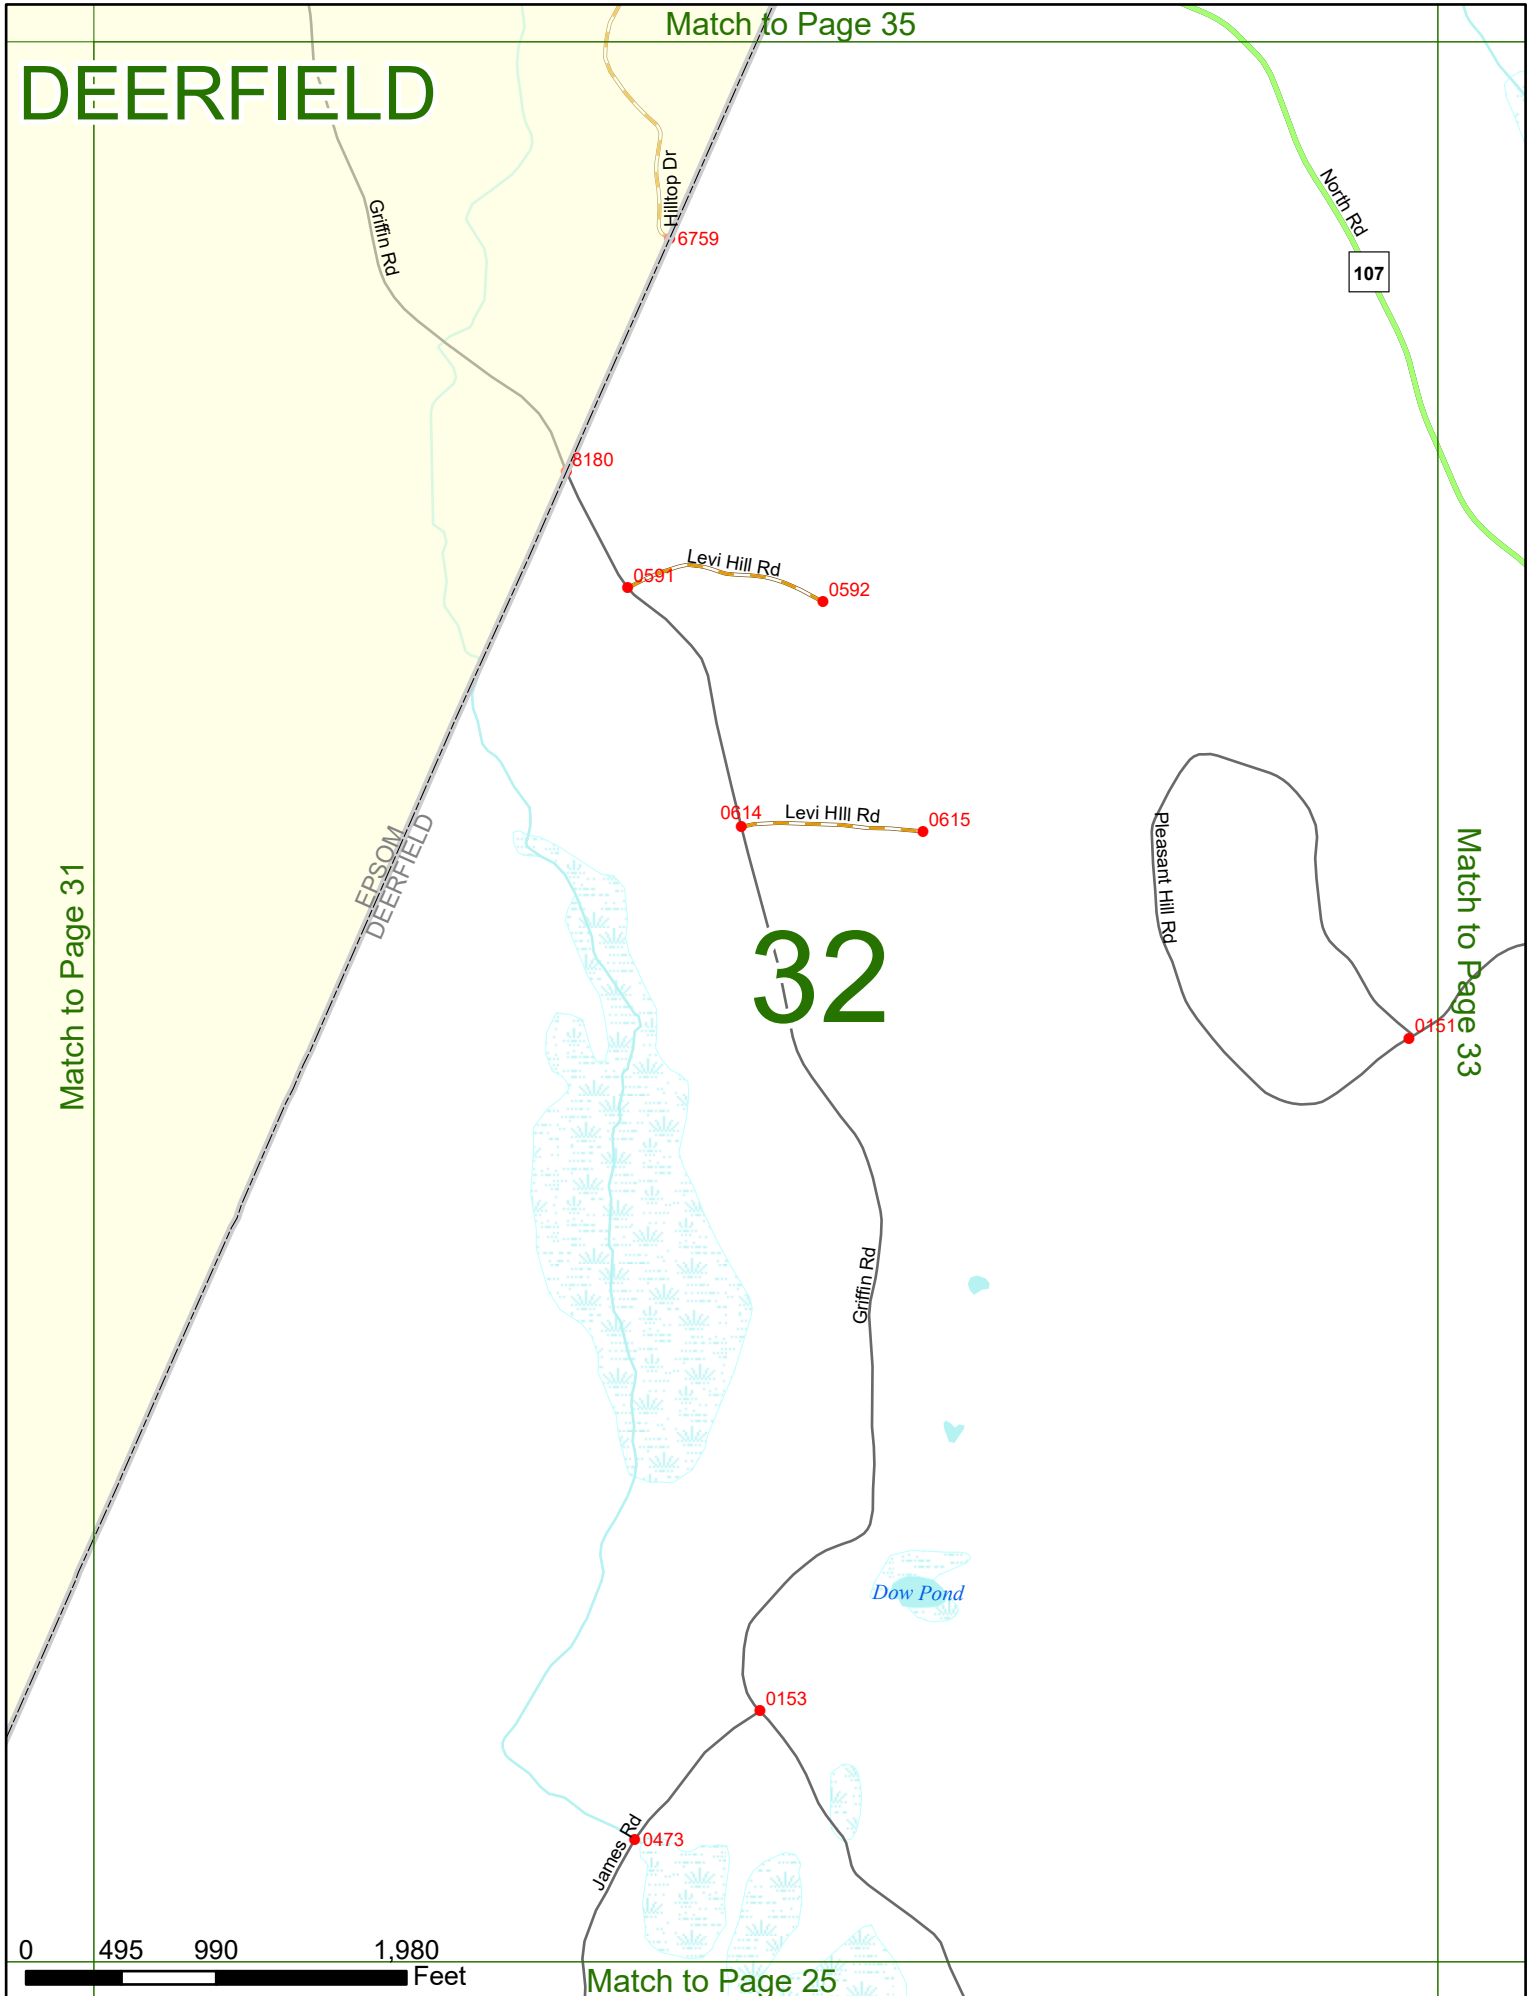 Match to Page 35
DEERFIELD
Hilltop Dr
6759
Griffin Rd
North Rd
107
8180
Levi Hill Rd
0591
0592
0614
Levi HIll Rd
0615
Pleasant Hill Rd
EPSOM
DEERFIELD
Match to Page 31
32
Match to Page 33
0151
Griffin Rd
Dow Pond
0153
James Rd
0473
0 495 990 1,980
Feet
Match to Page 25